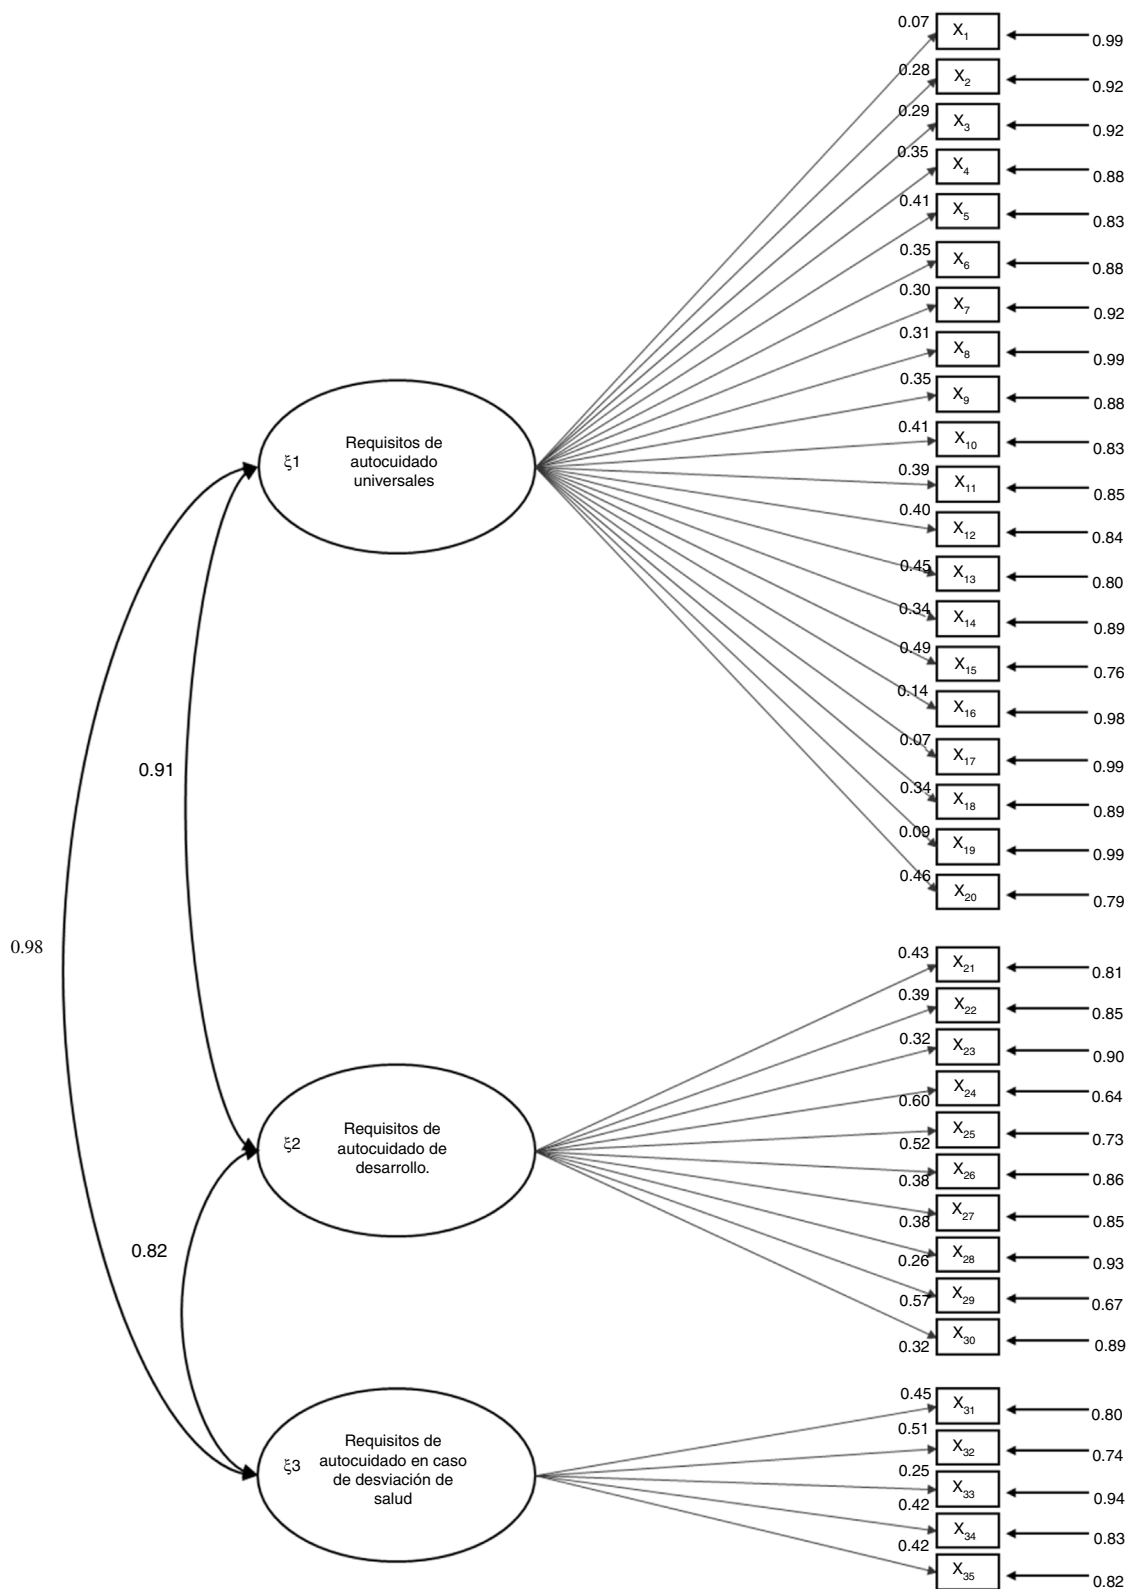 0.07 X1 0.99
0.28 X2 0.92
0.29 X3 0.92
0.35 X4 0.88
0.41 X5 0.83
0.35 X6 0.88
0.30 X7 0.92
0.31 X8 0.99
0.35 X9 0.88
0.41 X10 0.83
0.39 X11 0.85
0.40 X12 0.84
0.45 X13 0.80
0.34 X14 0.89
0.49 X15 0.76
0.14 X16 0.98
0.07 X17 0.99
0.34 X18 0.89
0.09 X19 0.99
0.46 X20 0.79
ξ1
Requisitos de
autocuidado
universales
0.91
0.98
0.43 X21 0.81
0.39 X22 0.85
0.32 X23 0.90
0.60 X24 0.64
0.52 X25 0.73
0.38 X26 0.86
0.38 X27 0.85
0.26 X28 0.93
0.57 X29 0.67
0.32 X30 0.89
ξ2
Requisitos de
autocuidado de
desarrollo.
0.82
0.45 X31 0.80
0.51 X32 0.74
0.25 X33 0.94
0.42 X34 0.83
0.42 X35 0.82
ξ3
Requisitos de
autocuidado en caso
de desviación de
salud